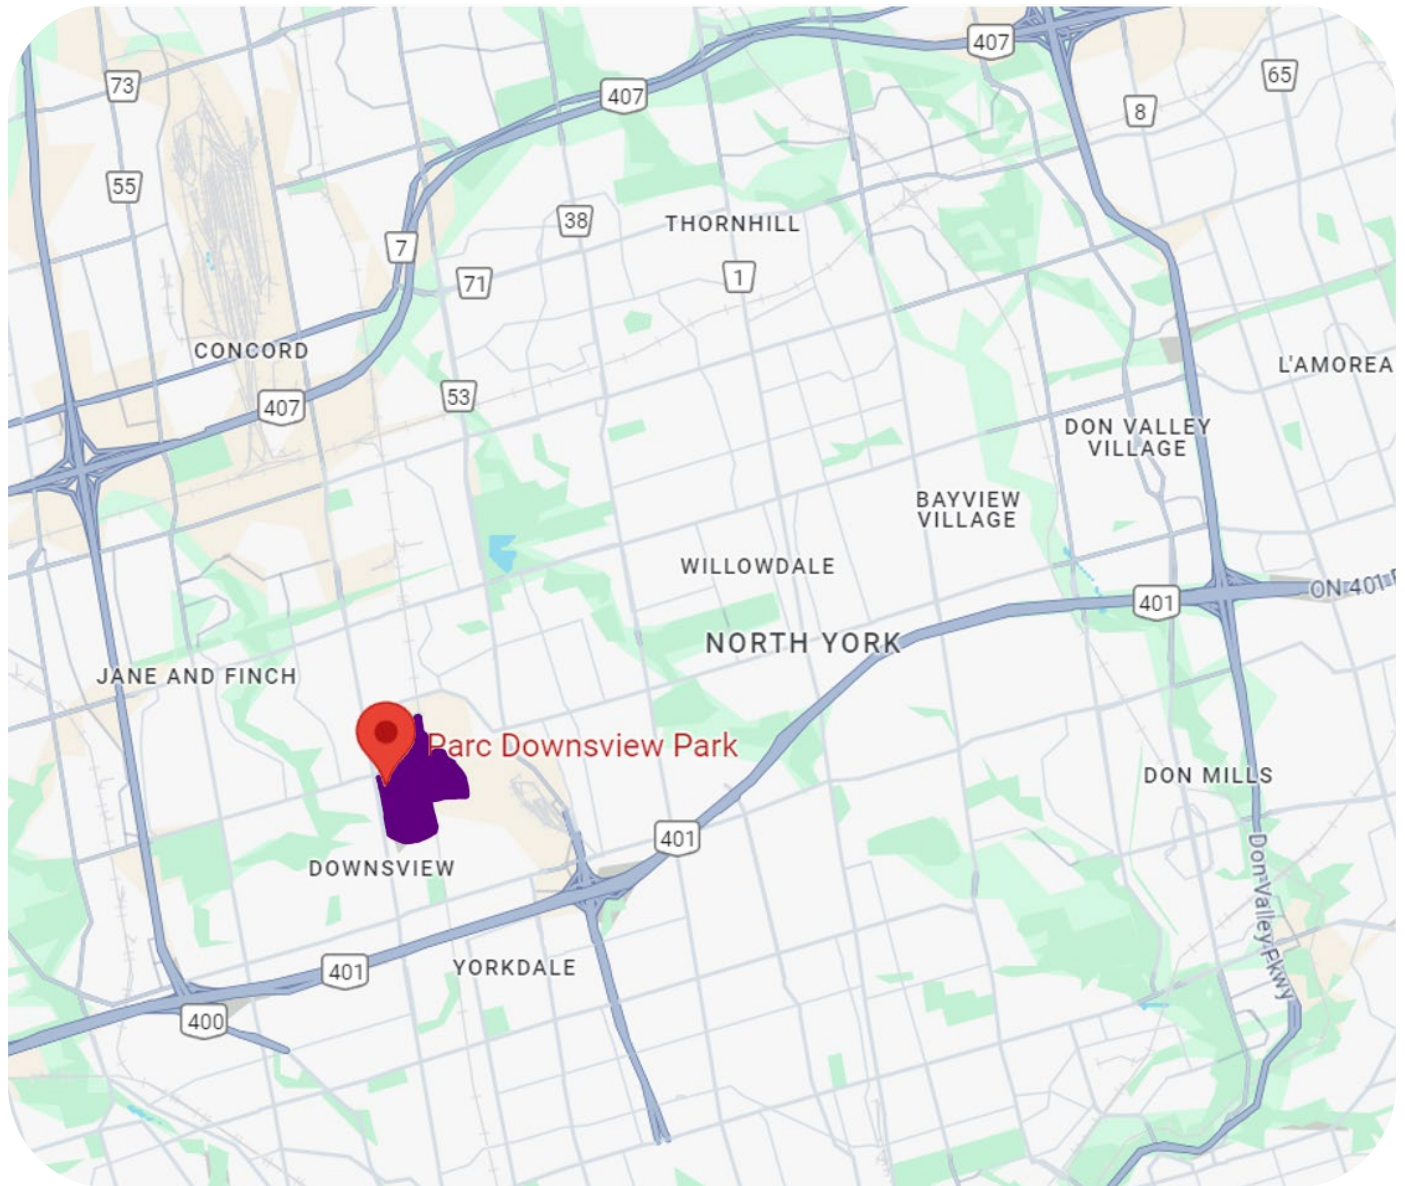 407
407
73
65
8
55
38
THORNHILL
7
71
1
CONCORD
L'AMOREA
53
407
DON VALLEY
VILLAGE
BAYVIEW
VILLAGE
WILLOWDALE
ON 401
401
NORTH YORK
JANE AND FINCH
Parc Downsview Park
DON MILLS
401
DOWNSVIEW
Don Valley Pkwy
YORKDALE
401
400